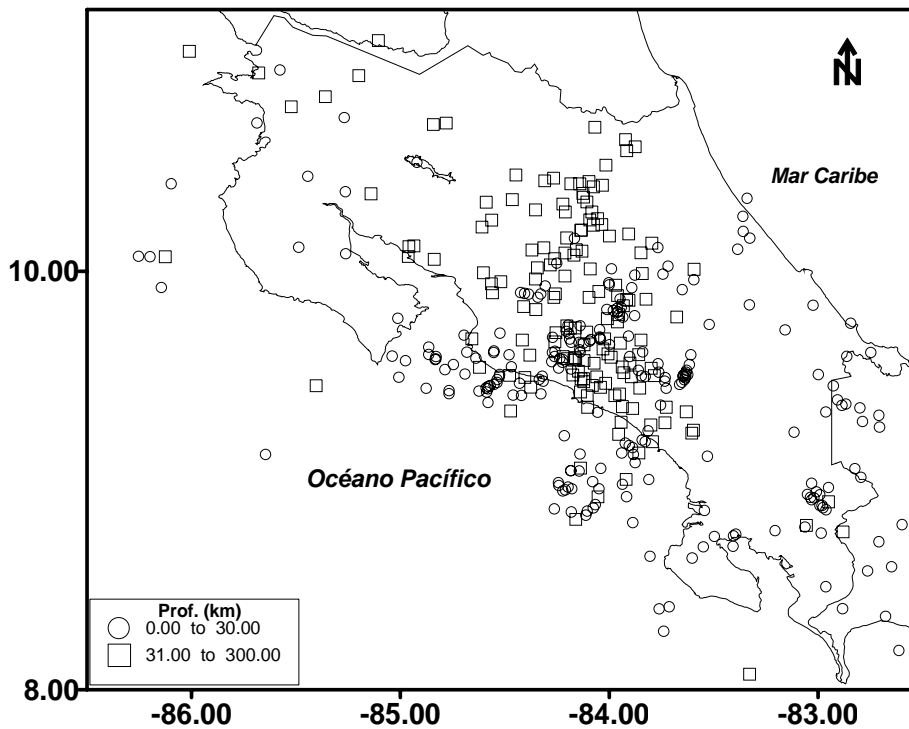 N
Mar Caribe
10.00
Océano Pacífico
Prof. (km)
0.00 to 30.00
31.00 to 300.00
8.00
-86.00 -85.00 -84.00 -83.00